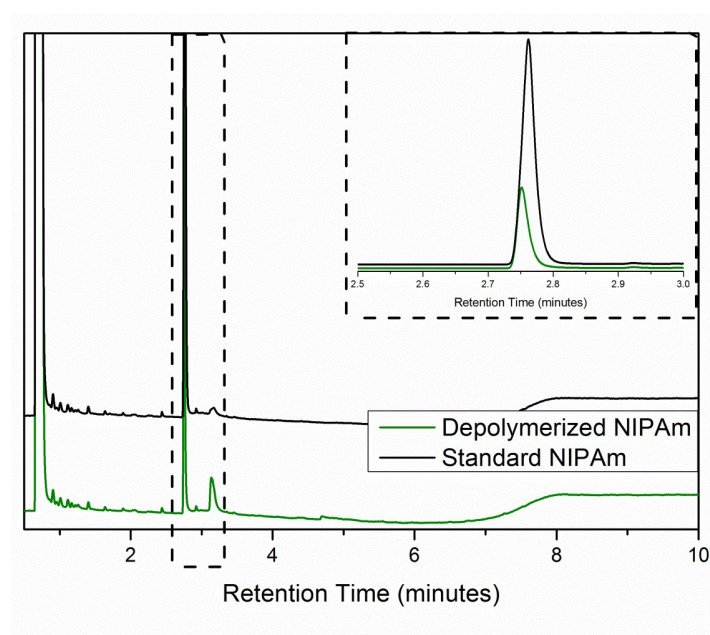 2.5 2.6 2.7 2.8 2.9 3.0
Retention Time (minutes)
Depolymerized NIPAm
Standard NIPAm
2 4 6 8 10
Retention Time (minutes)